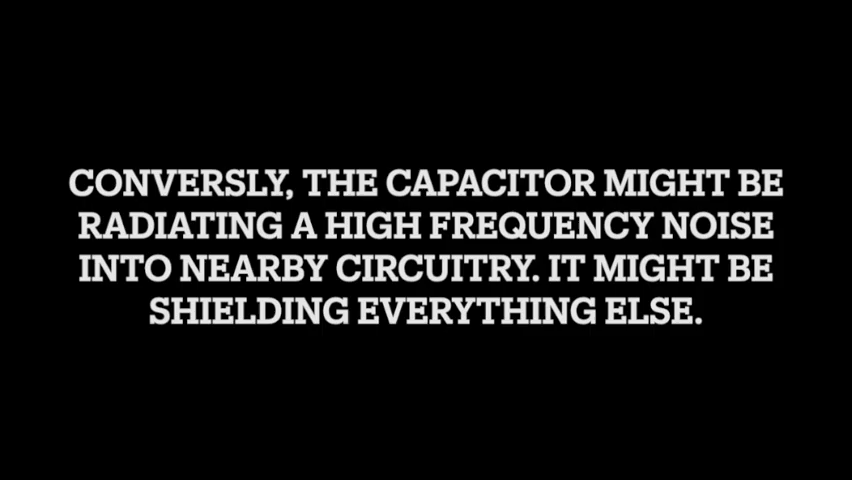 CONVERSLY, THE CAPACITOR MIGHT BE
RADIATING A HIGH FREQUENCY NOISE
INTO NEARBY CIRCUITRY. IT MIGHT BE
SHIELDING EVERYTHING ELSE.